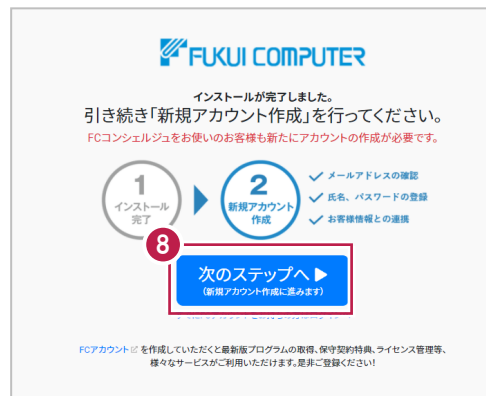 FUKUI COMPUTER
インストールが完了しました。
引き続き「新規アカウント作成」を行ってください。
FCコンシェルジュをお使いのお客様も新たにアカウントの作成が必要です。
1
インストール
完了
2
新規アカウント
作成
メールアドレスの確認
氏名、パスワードの登録
お客様情報との連携
8
次のステップへ ▶
(新規アカウント作成に進みます)
FCアカウント を作成していただくと最新版プログラムの取得、保守契約特典、ライセンス管理等、
様々なサービスがご利用いただけます。是非ご登録ください!